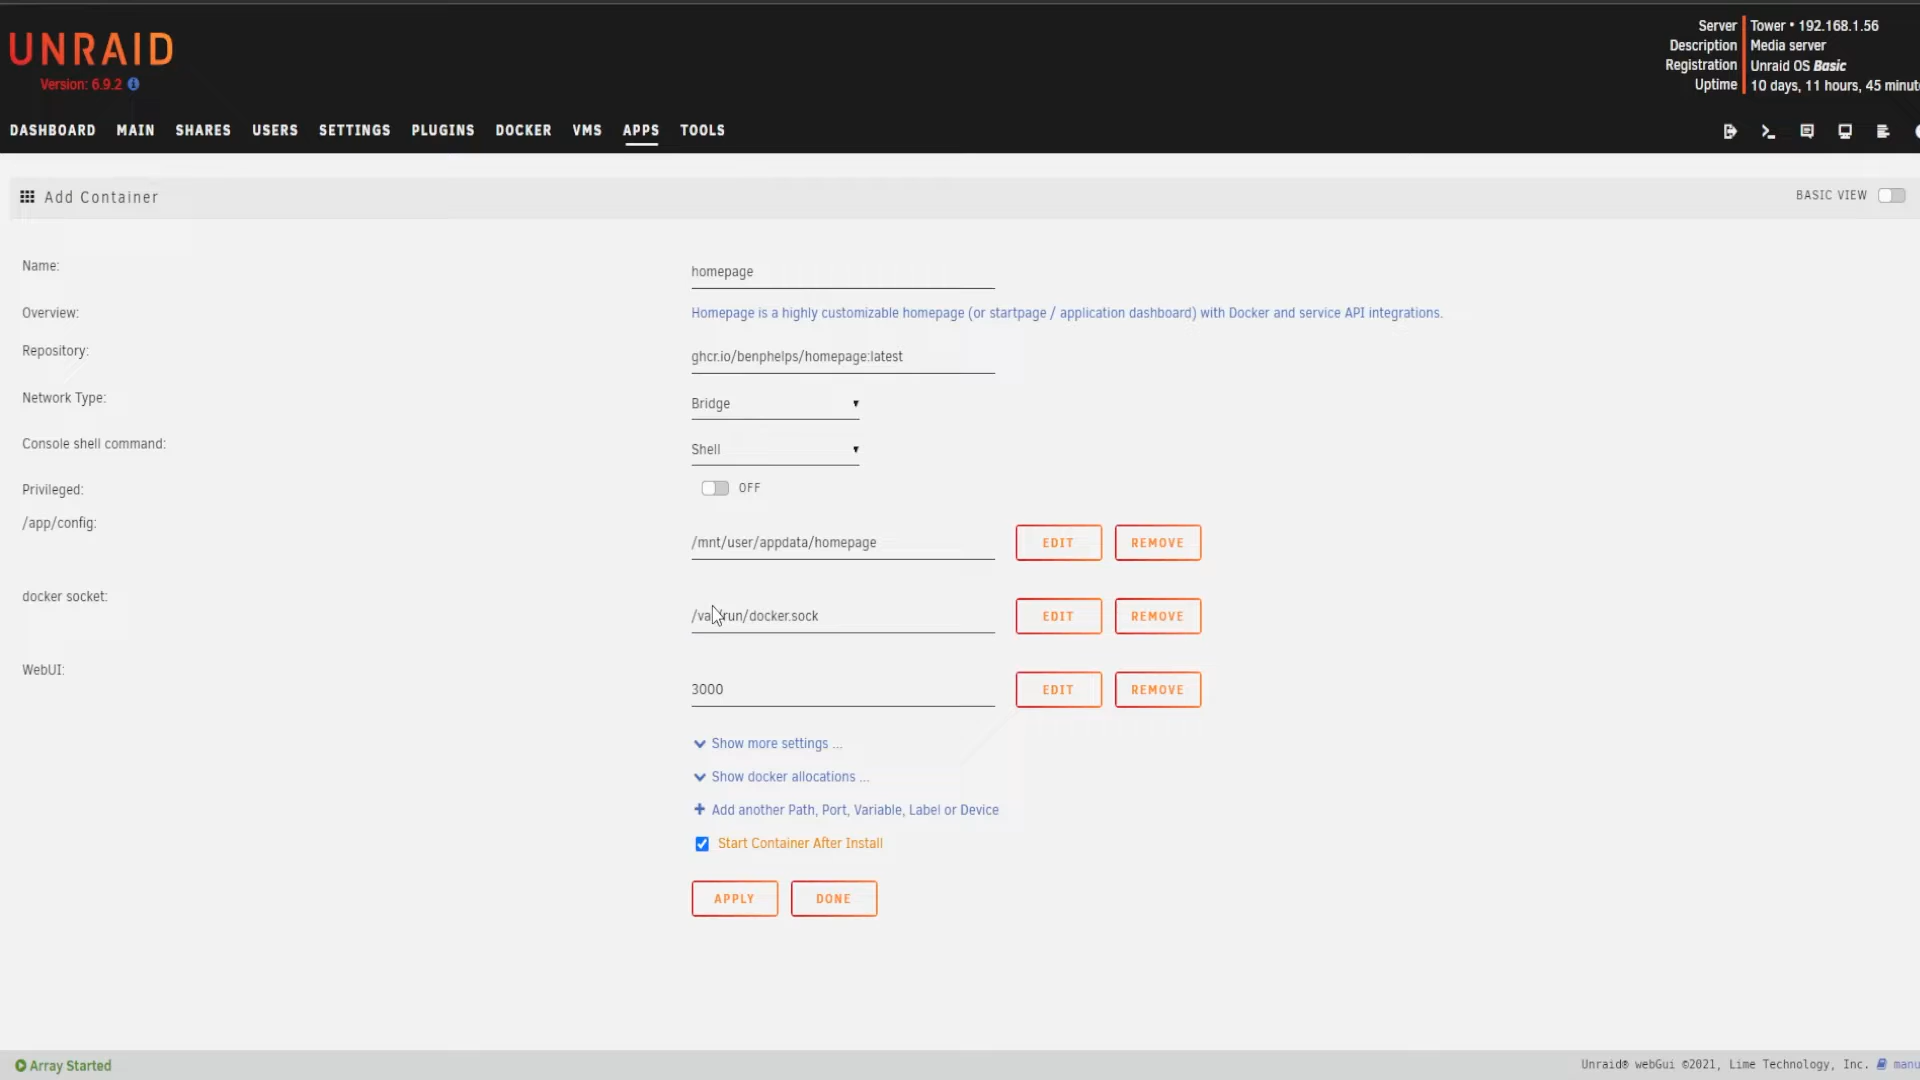 UNRAID
Version: 6.9.2
Server Tower • 192.168.1.56
Description Media server
Registration Unraid OS Basic
Uptime 10 days, 11 hours, 45 minut
DASHBOARD MAIN SHARES USERS SETTINGS PLUGINS DOCKER VMS APPS TOOLS
Add Container
BASIC VIEW
Name: homepage
Overview: Homepage is a highly customizable homepage (or startpage / application dashboard) with Docker and service API integrations.
Repository: ghcr.io/benphelps/homepage:latest
Network Type: Bridge
Console shell command: Shell
Privileged: OFF
/app/config: /mnt/user/appdata/homepage EDIT REMOVE
docker socket: /va run/docker.sock EDIT REMOVE
WebUI: 3000 EDIT REMOVE
Show more settings ...
Show docker allocations ...
Add another Path, Port, Variable, Label or Device
Start Container After Install
APPLY DONE
Array Started
Unraid® webGui ©2021, Lime Technology, Inc. manu